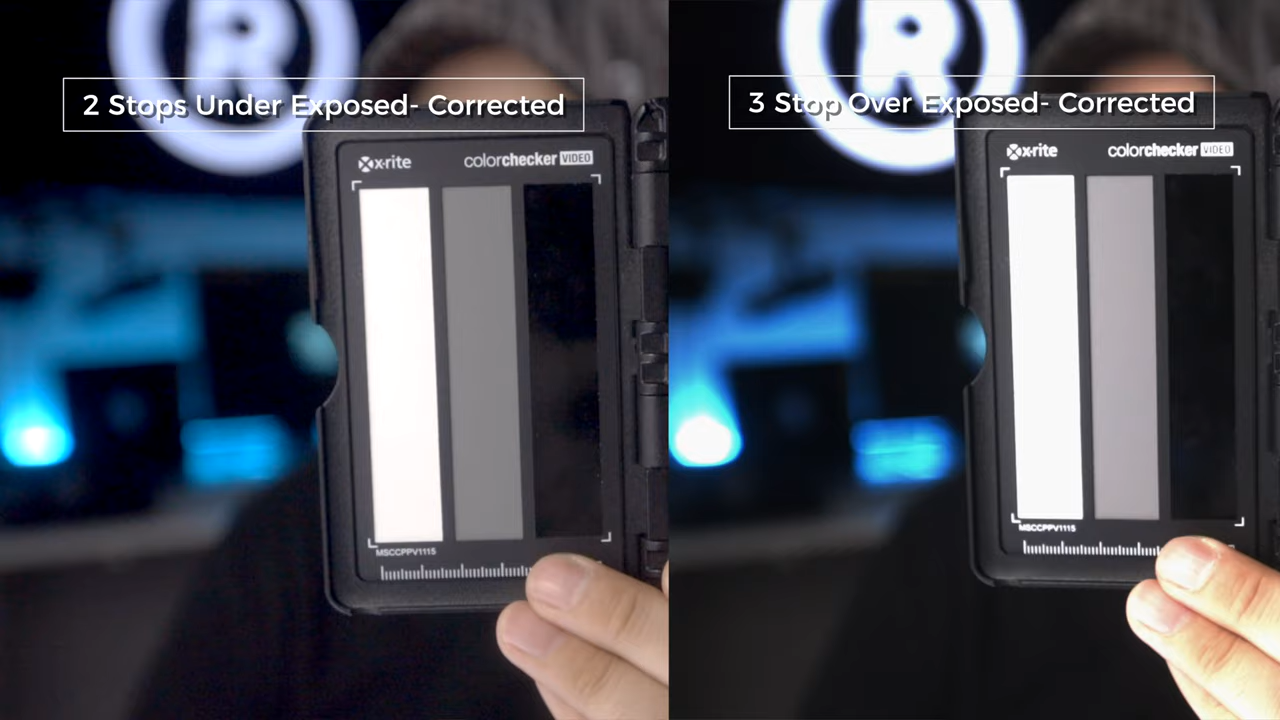 R
2 Stops Under Exposed- Corrected
x-rite
colorchecker VIDEO
MSCCPPV1115
R
3 Stop Over Exposed- Corrected
x-rite
colorchecker VIDEO
MSCCPPV1115